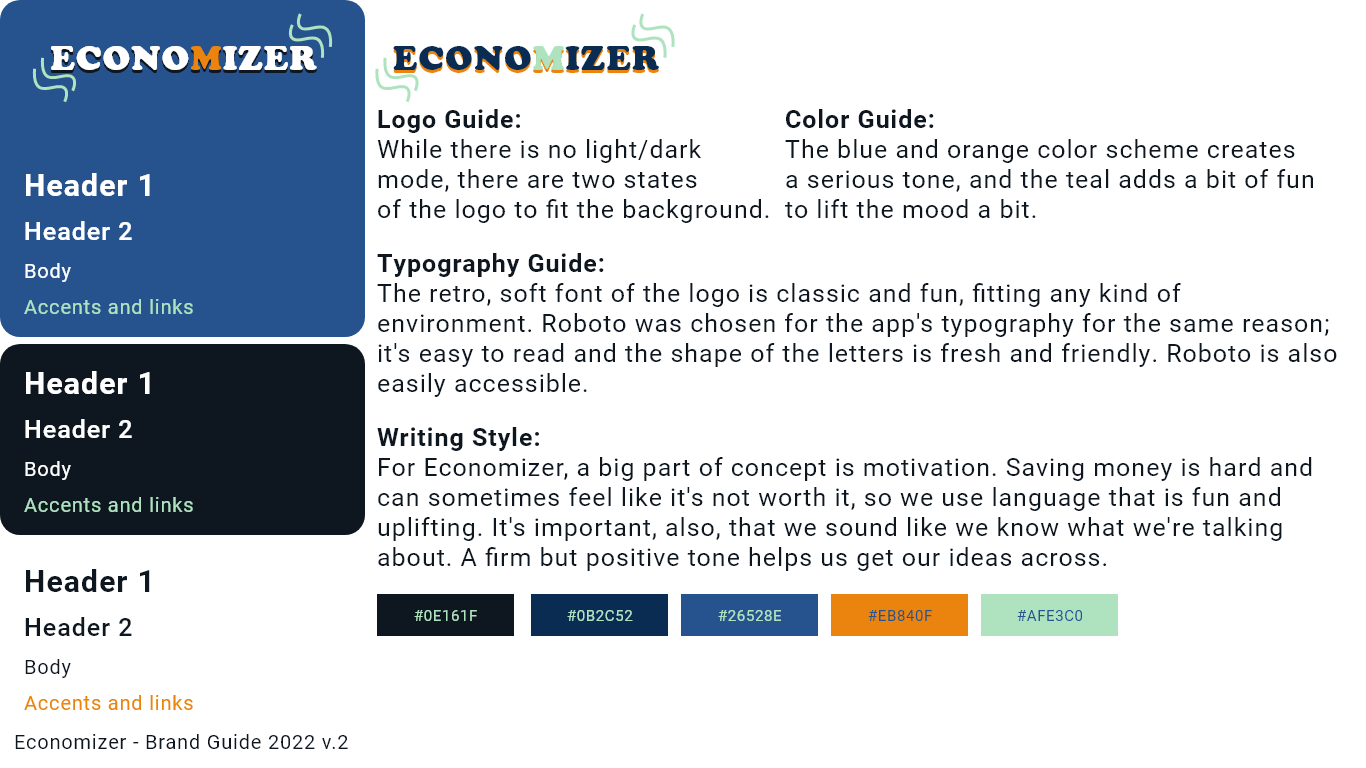 ECONOMIZER
Header 1
Header 2
Body
Accents and links
Header 1
Header 2
Body
Accents and links
Header 1
Header 2
Body
Accents and links
Economizer - Brand Guide 2022 v.2
ECONOMIZER
Logo Guide:
While there is no light/dark
mode, there are two states
of the logo to fit the background.
Color Guide:
The blue and orange color scheme creates
a serious tone, and the teal adds a bit of fun
to lift the mood a bit.
Typography Guide:
The retro, soft font of the logo is classic and fun, fitting any kind of
environment. Roboto was chosen for the app's typography for the same reason;
it's easy to read and the shape of the letters is fresh and friendly. Roboto is also
easily accessible.
Writing Style:
For Economizer, a big part of concept is motivation. Saving money is hard and
can sometimes feel like it's not worth it, so we use language that is fun and
uplifting. It's important, also, that we sound like we know what we're talking
about. A firm but positive tone helps us get our ideas across.
#0E161F
#0B2C52
#26528E
#EB840F
#AFE3C0